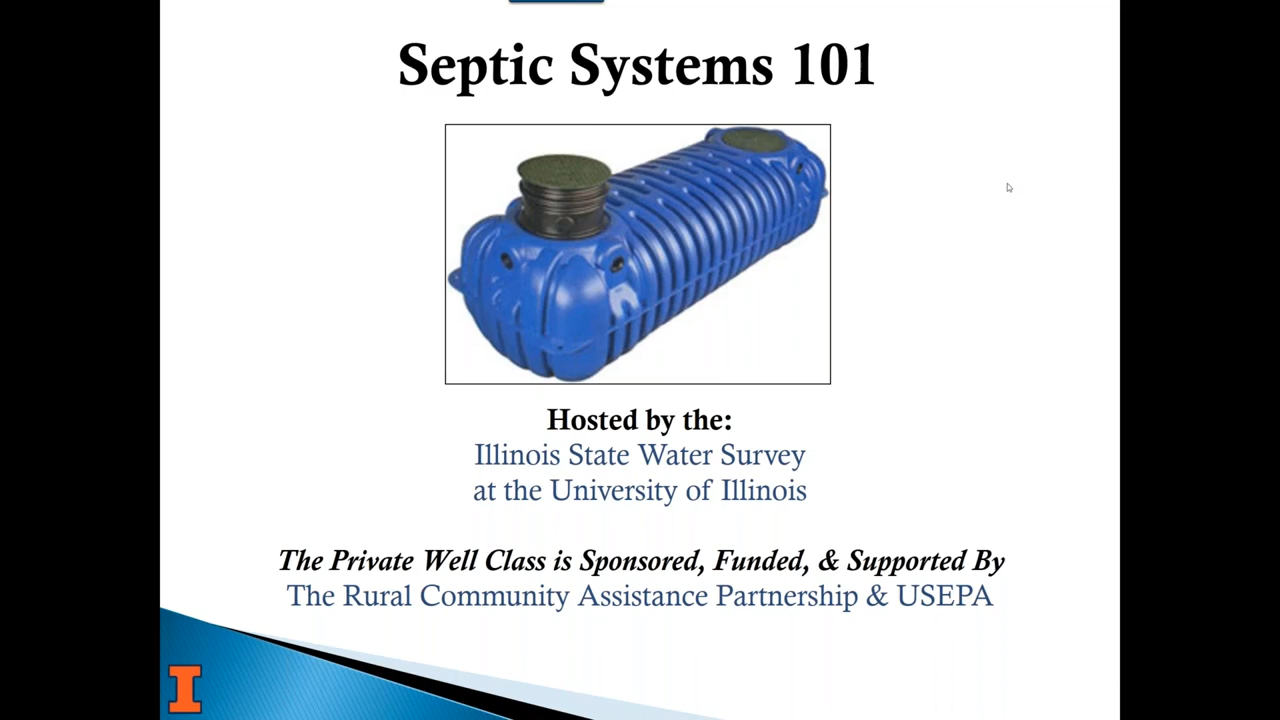 Septic Systems 101
Hosted by the:
Illinois State Water Survey
at the University of Illinois
The Private Well Class is Sponsored, Funded, & Supported By
The Rural Community Assistance Partnership & USEPA
I